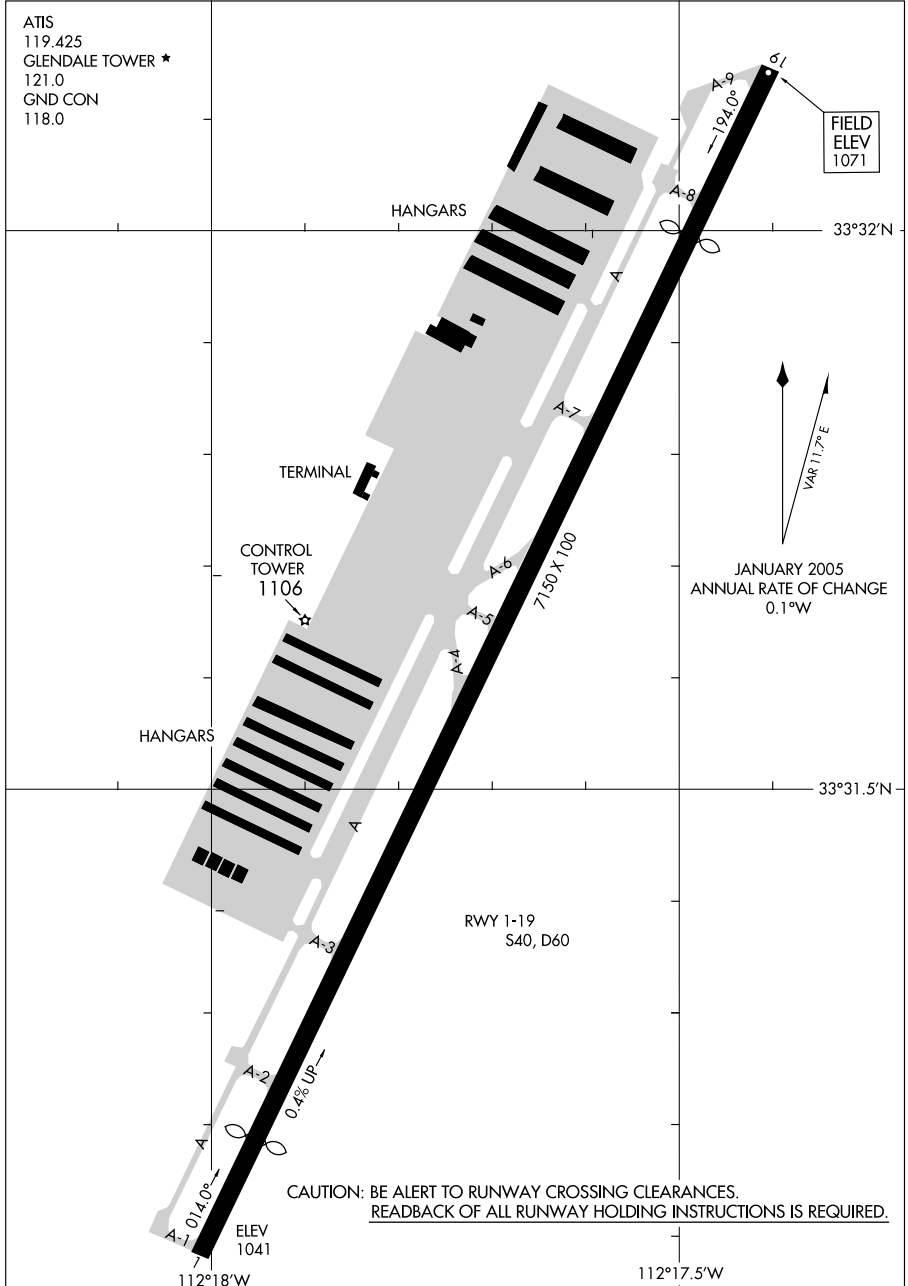 ATIS
119.425
GLENDALE TOWER ★
121.0
GND CON
118.0
19
A-9
194.0°
FIELD
ELEV
1071
A-8
HANGARS
33°32'N
A
A-7
VAR 11.7° E
TERMINAL
CONTROL
TOWER
1106
7150 X 100
A-6
JANUARY 2005
ANNUAL RATE OF CHANGE
0.1°W
A-5
A-4
HANGARS
33°31.5'N
A
RWY 1-19
S40, D60
A-3
A-2
0.4% UP
A
014.0°
CAUTION: BE ALERT TO RUNWAY CROSSING CLEARANCES.
READBACK OF ALL RUNWAY HOLDING INSTRUCTIONS IS REQUIRED.
A-1
ELEV
1041
1
112°18'W
112°17.5'W